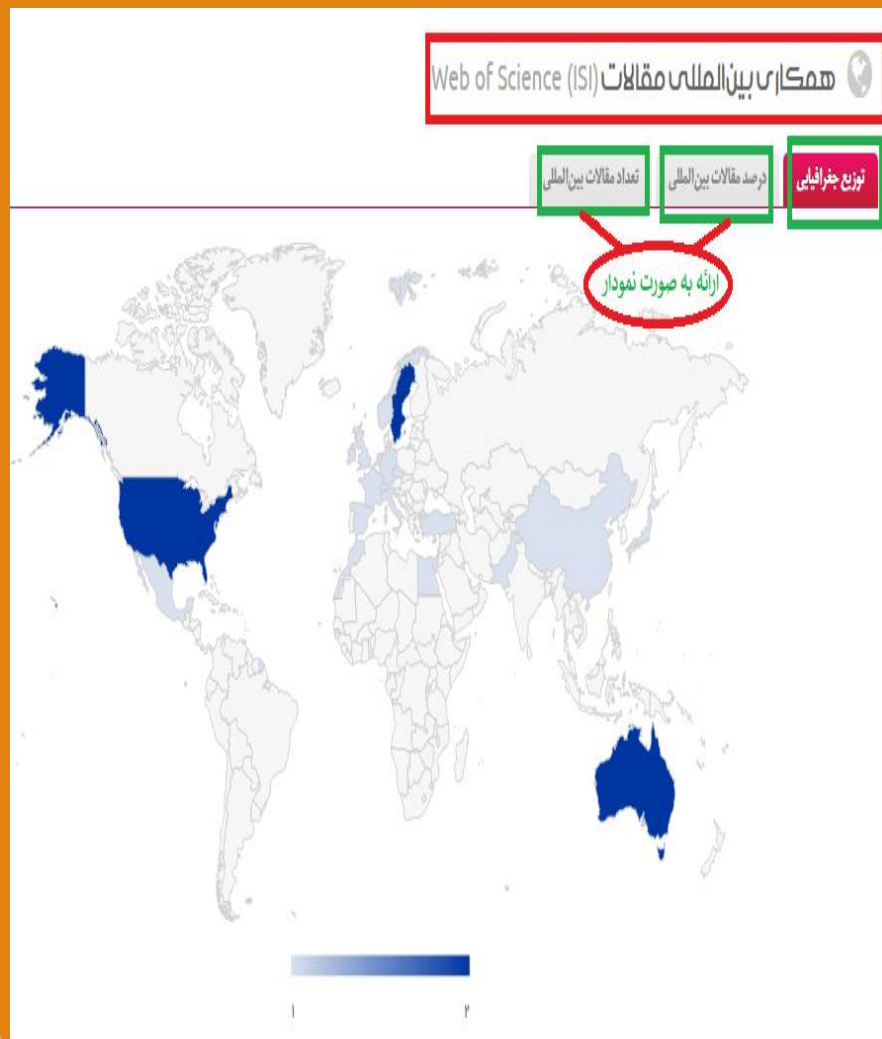 همکاری بین‌المللی مقالات Web of Science (ISI)
توزیع جغرافیایی درصد مقالات بین‌المللی تعداد مقالات بین‌المللی
ارائه به صورت نمودار
۱ ۲